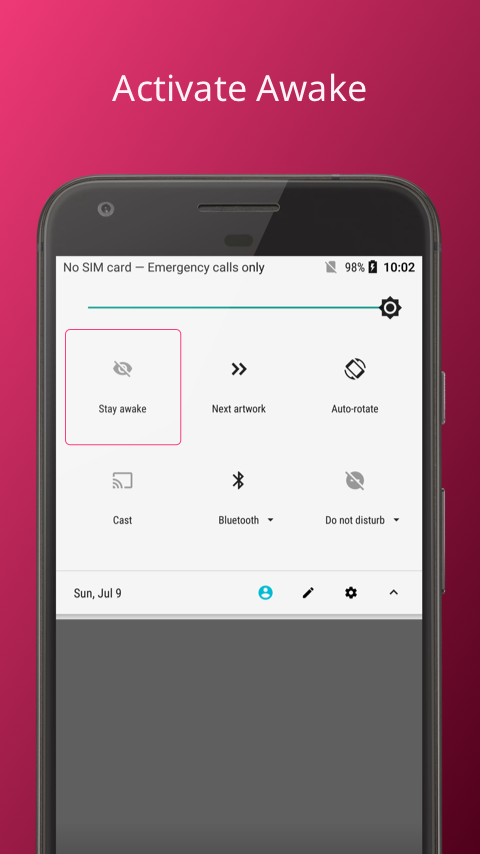 Activate Awake
No SIM card — Emergency calls only 98% 10:02
Stay awake Next artwork Auto-rotate
Cast Bluetooth Do not disturb
Sun, Jul 9